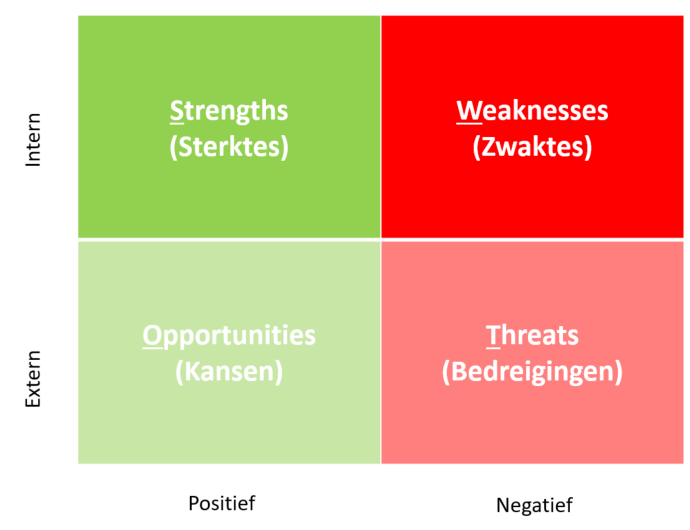 Intern
Strengths
(Sterktes)
Weaknesses
(Zwaktes)
Extern
Opportunities
(Kansen)
Threats
(Bedreigingen)
Positief
Negatief